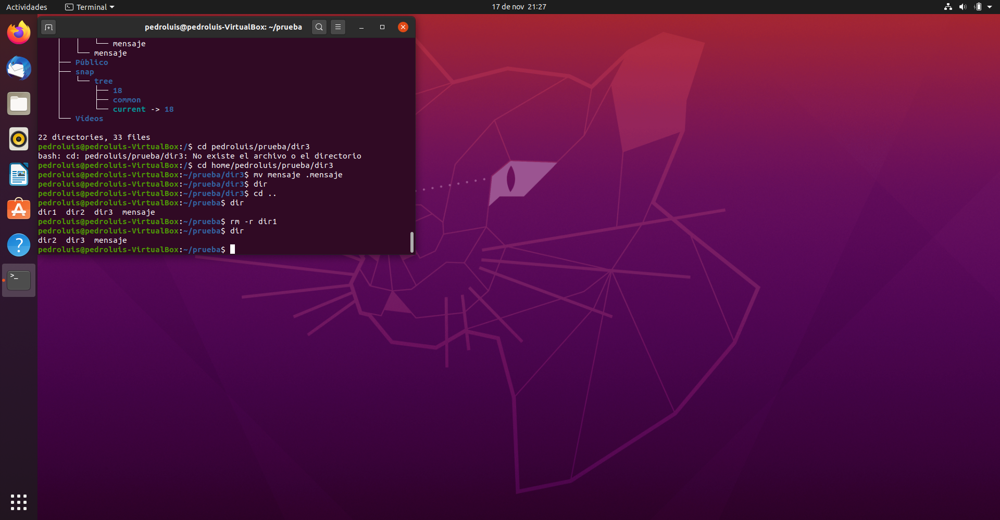 Actividades Terminal 17 de nov 21:27
pedroluis@pedroluis-VirtualBox: ~/prueba
mensaje
mensaje
Público
snap
tree
18
common
current -> 18
Vídeos
22 directories, 33 files
pedroluis@pedroluis-VirtualBox:/$ cd pedroluis/prueba/dir3
bash: cd: pedroluis/prueba/dir3: No existe el archivo o el directorio
pedroluis@pedroluis-VirtualBox:/$ cd home/pedroluis/prueba/dir3
pedroluis@pedroluis-VirtualBox:~/prueba/dir3$ mv mensaje .mensaje
pedroluis@pedroluis-VirtualBox:~/prueba/dir3$ dir
pedroluis@pedroluis-VirtualBox:~/prueba/dir3$ cd ..
pedroluis@pedroluis-VirtualBox:~/prueba$ dir
dir1 dir2 dir3 mensaje
pedroluis@pedroluis-VirtualBox:~/prueba$ rm -r dir1
pedroluis@pedroluis-VirtualBox:~/prueba$ dir
dir2 dir3 mensaje
pedroluis@pedroluis-VirtualBox:~/prueba$